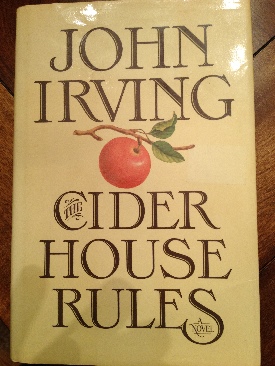 JOHN
IRVING
THE
CIDER
HOUSE
RULES
A
NOVEL